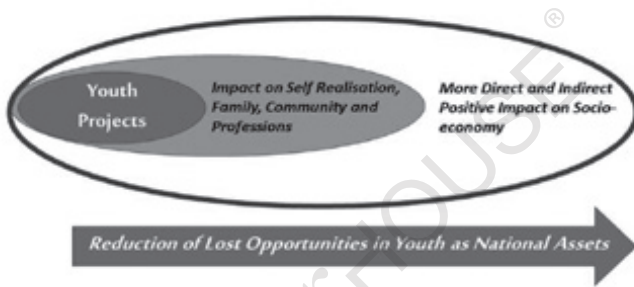 Youth
Projects
Impact on Self Realisation,
Family, Community and
Professions
More Direct and Indirect
Positive Impact on Socio-
economy
Reduction of Lost Opportunities in Youth as National Assets
HOUSE®